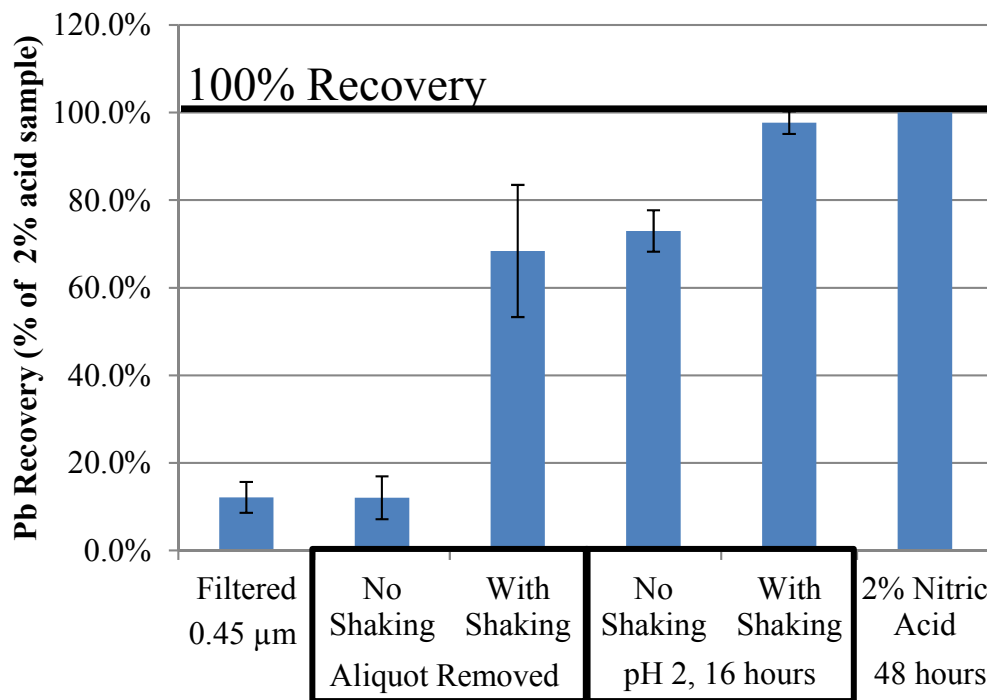 Pb Recovery (% of 2% acid sample)
120.0%
100.0%
80.0%
60.0%
40.0%
20.0%
0.0%
100% Recovery
Filtered
0.45 µm
No
Shaking
With
Shaking
Aliquot Removed
No
Shaking
With
Shaking
pH 2, 16 hours
2% Nitric
Acid
48 hours